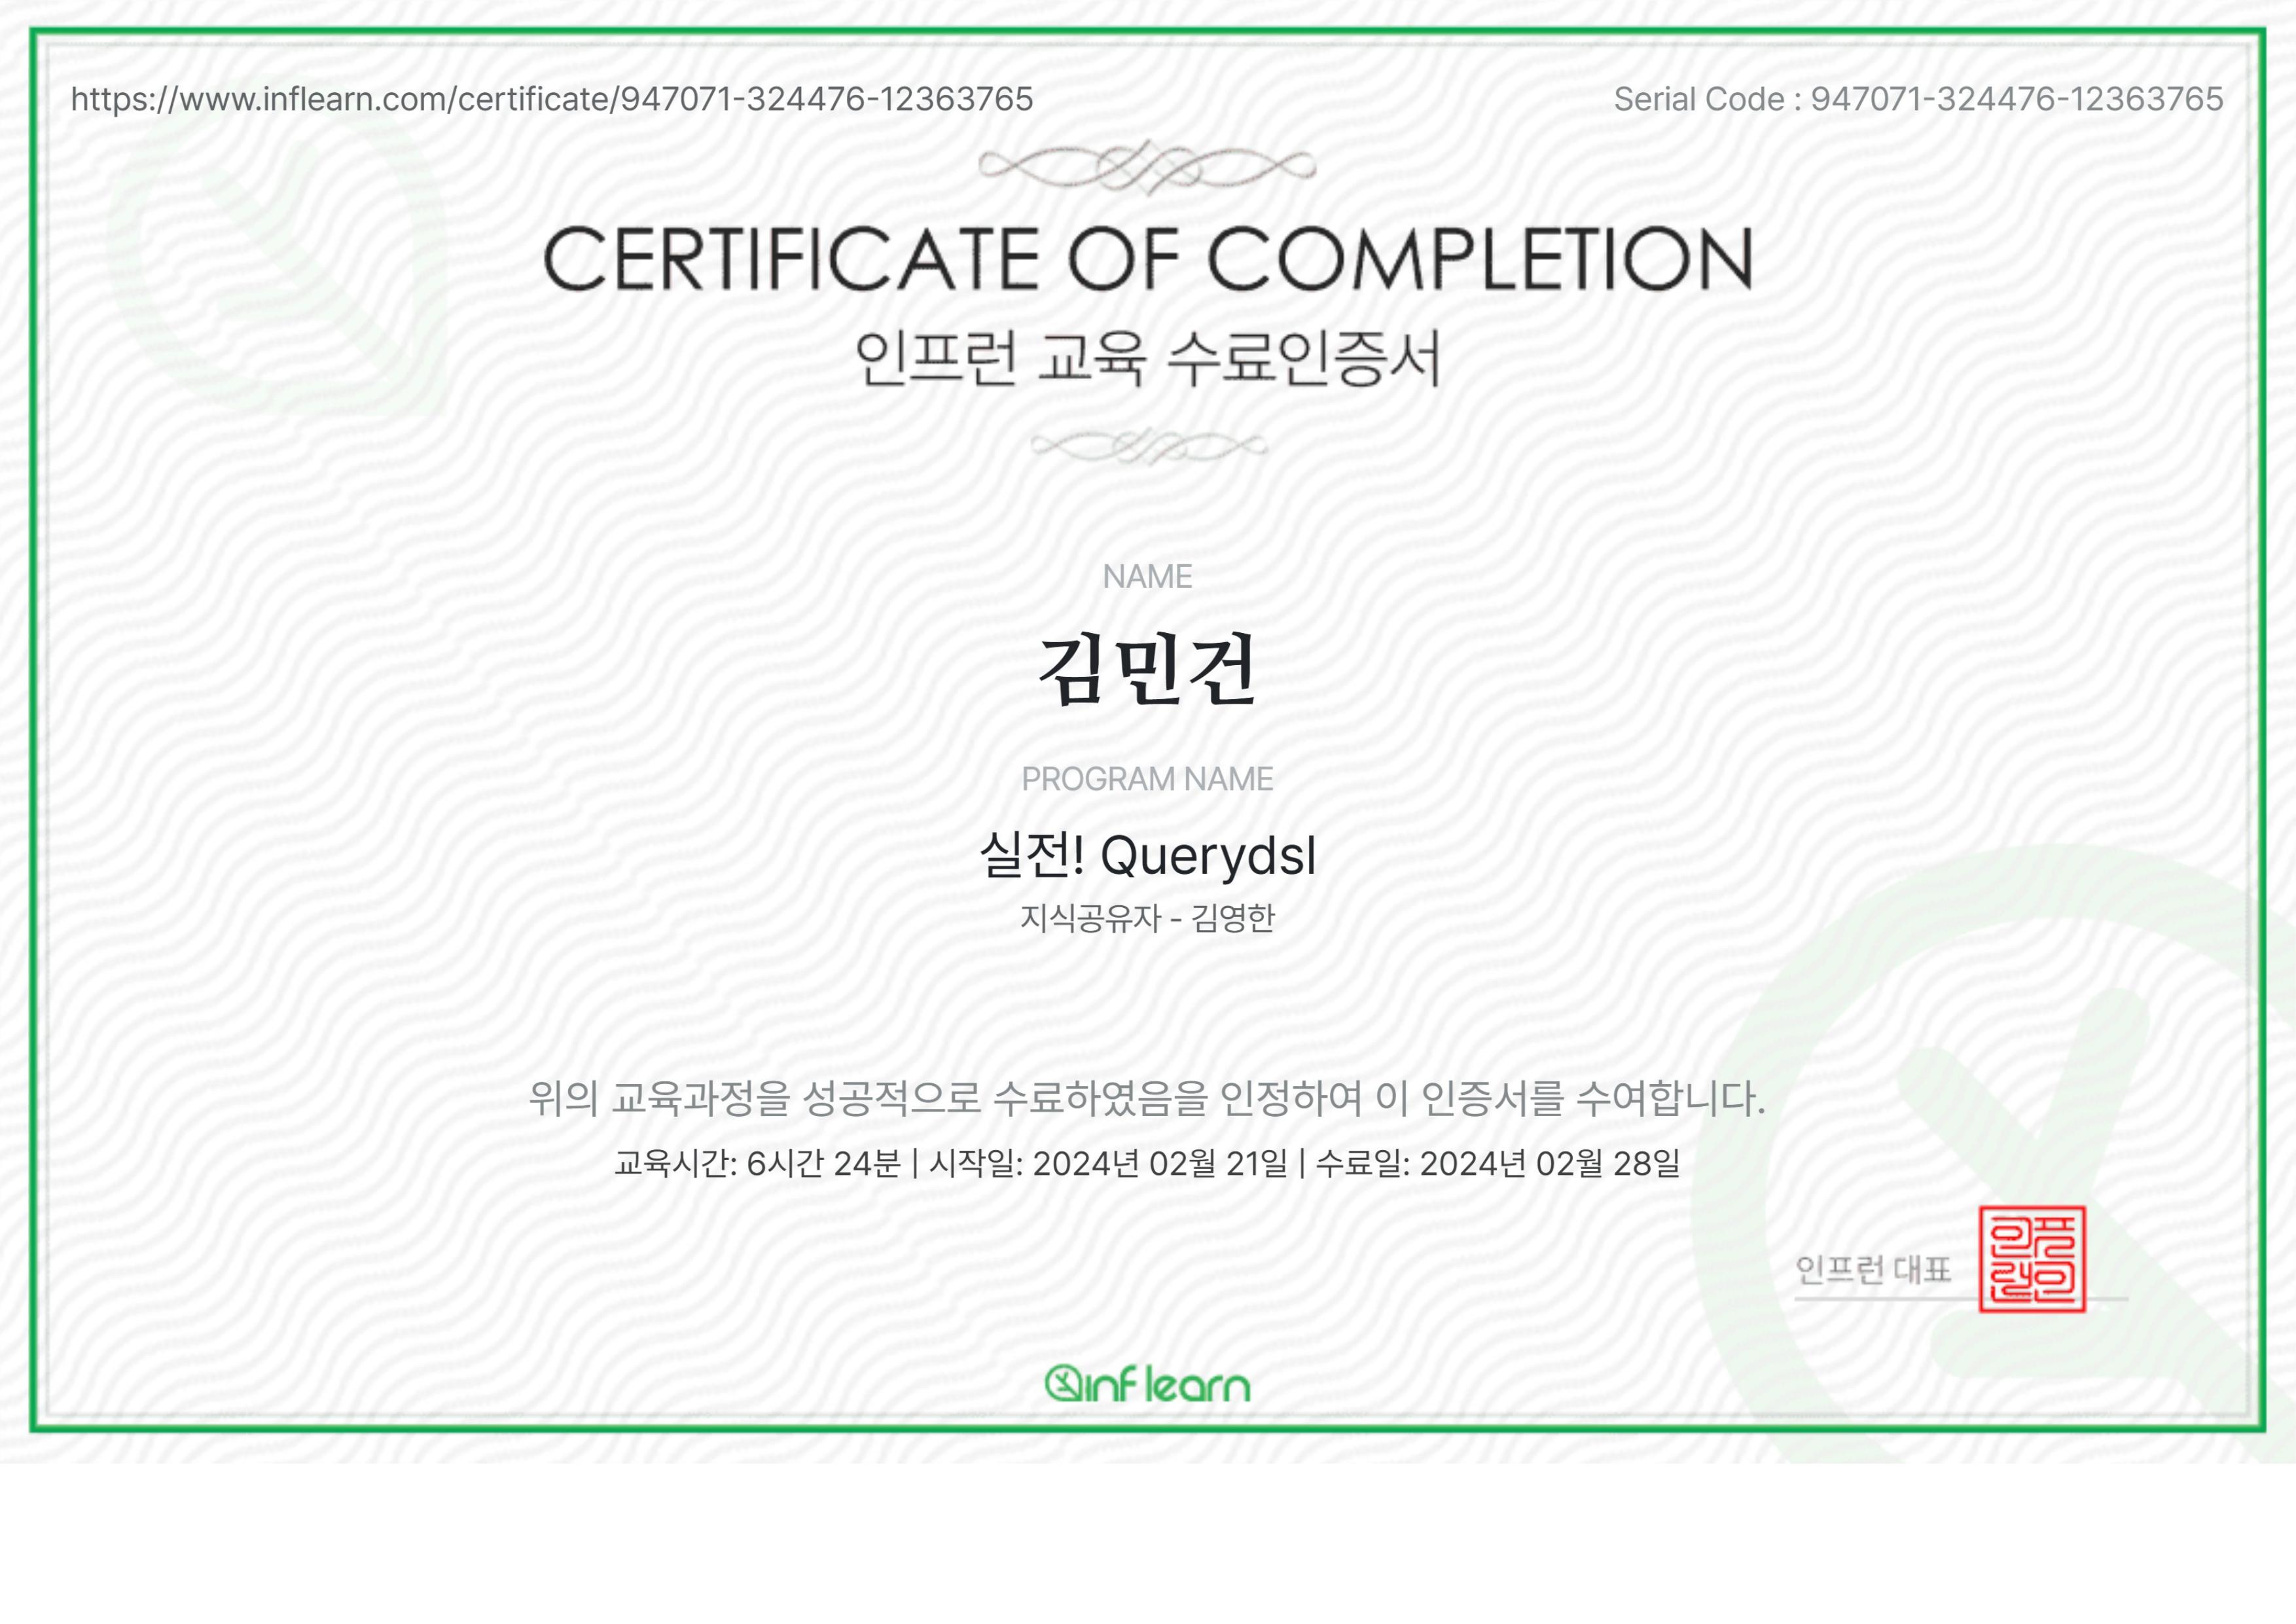 https://www.inflearn.com/certificate/947071-324476-12363765
Serial Code : 947071-324476-12363765
CERTIFICATE OF COMPLETION
인프런 교육 수료인증서
NAME
김민건
PROGRAM NAME
실전! Querydsl
지식공유자 - 김영한
위의 교육과정을 성공적으로 수료하였음을 인정하여 이 인증서를 수여합니다.
교육시간: 6시간 24분 | 시작일: 2024년 02월 21일 | 수료일: 2024년 02월 28일
인프런 대표
인프런인
inflearn